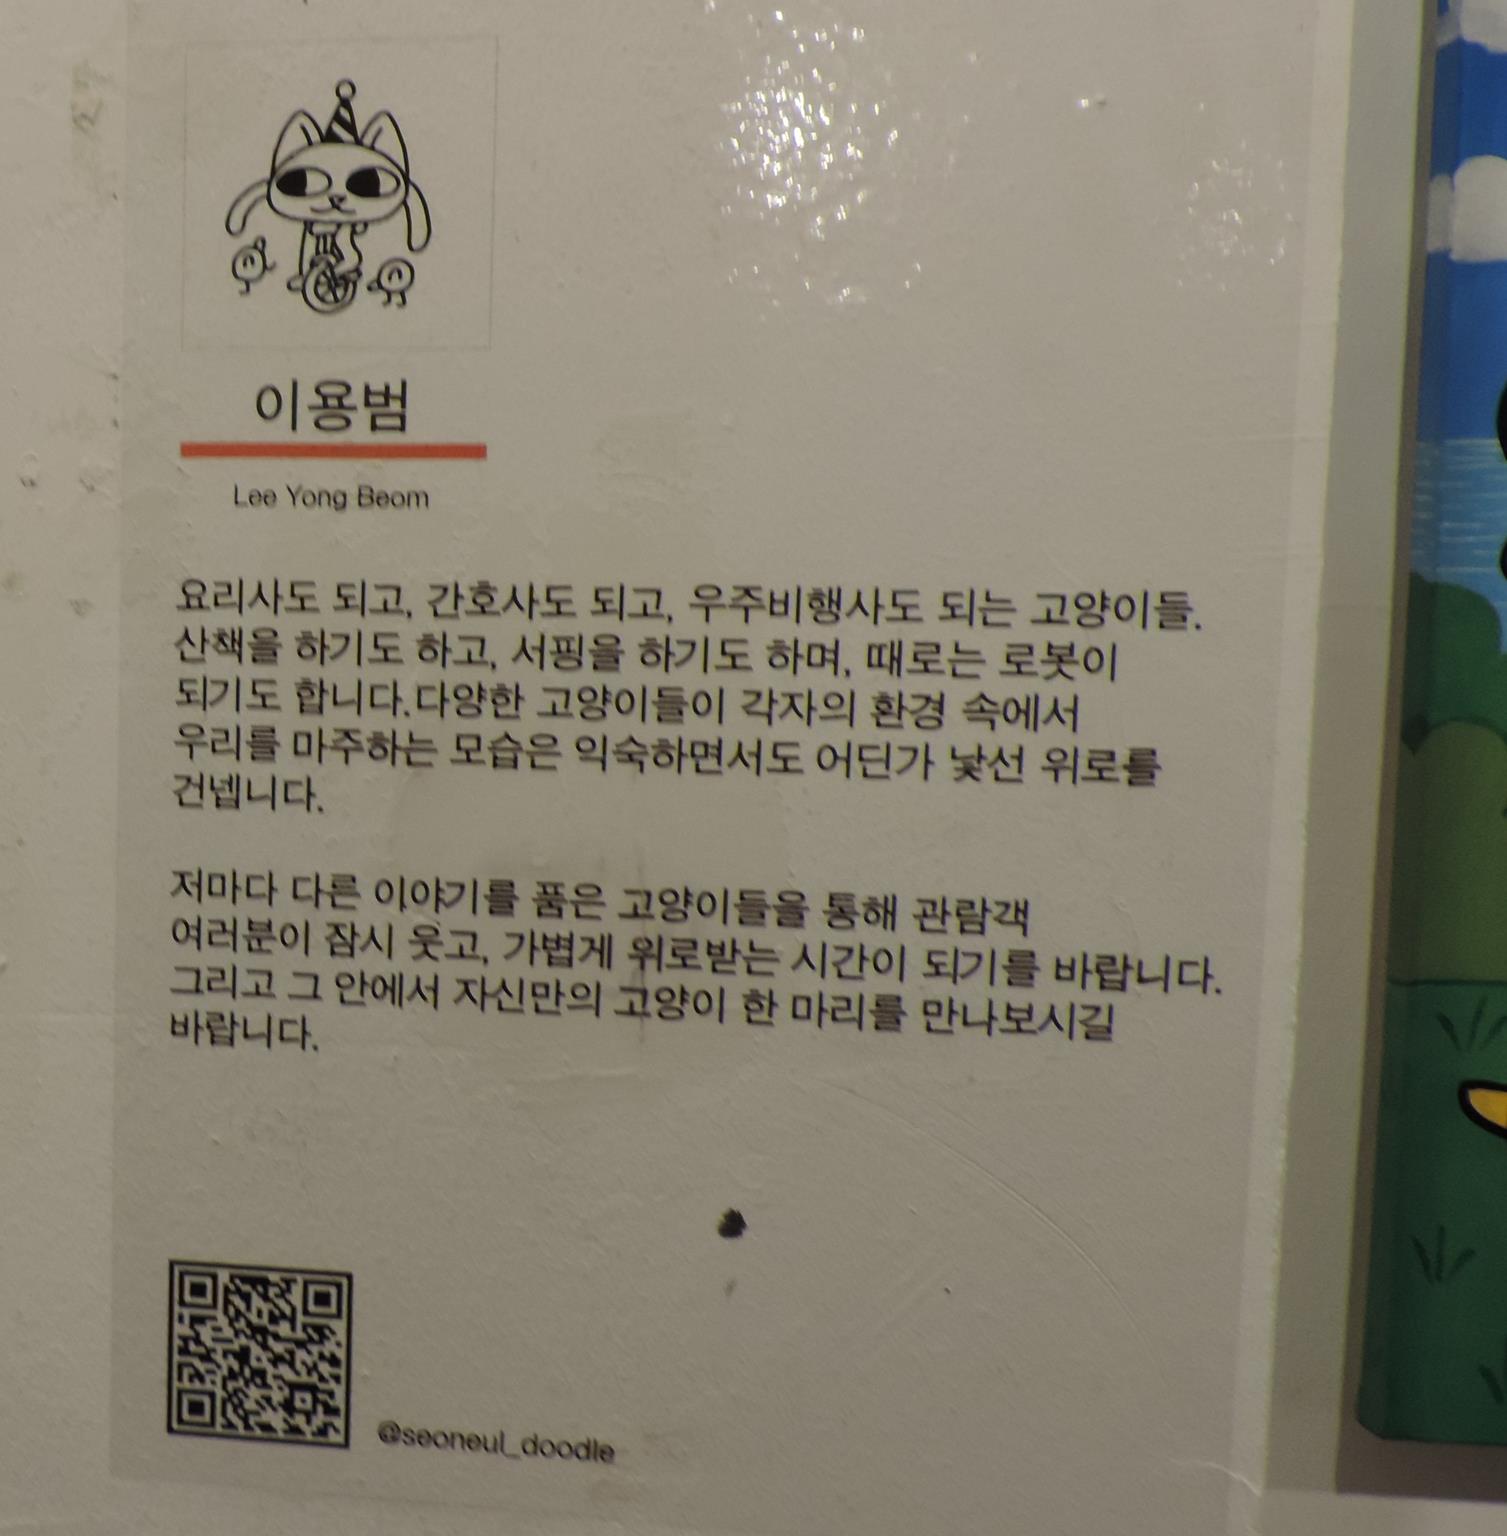 이용범
Lee Yong Beom
요리사도 되고, 간호사도 되고, 우주비행사도 되는 고양이들.
산책을 하기도 하고, 서핑을 하기도 하며, 때로는 로봇이
되기도 합니다.다양한 고양이들이 각자의 환경 속에서
우리를 마주하는 모습은 익숙하면서도 어딘가 낯선 위로를
건넵니다.
저마다 다른 이야기를 품은 고양이들을 통해 관람객
여러분이 잠시 웃고, 가볍게 위로받는 시간이 되기를 바랍니다.
그리고 그 안에서 자신만의 고양이 한 마리를 만나보시길
바랍니다.
@seoneul_doodle